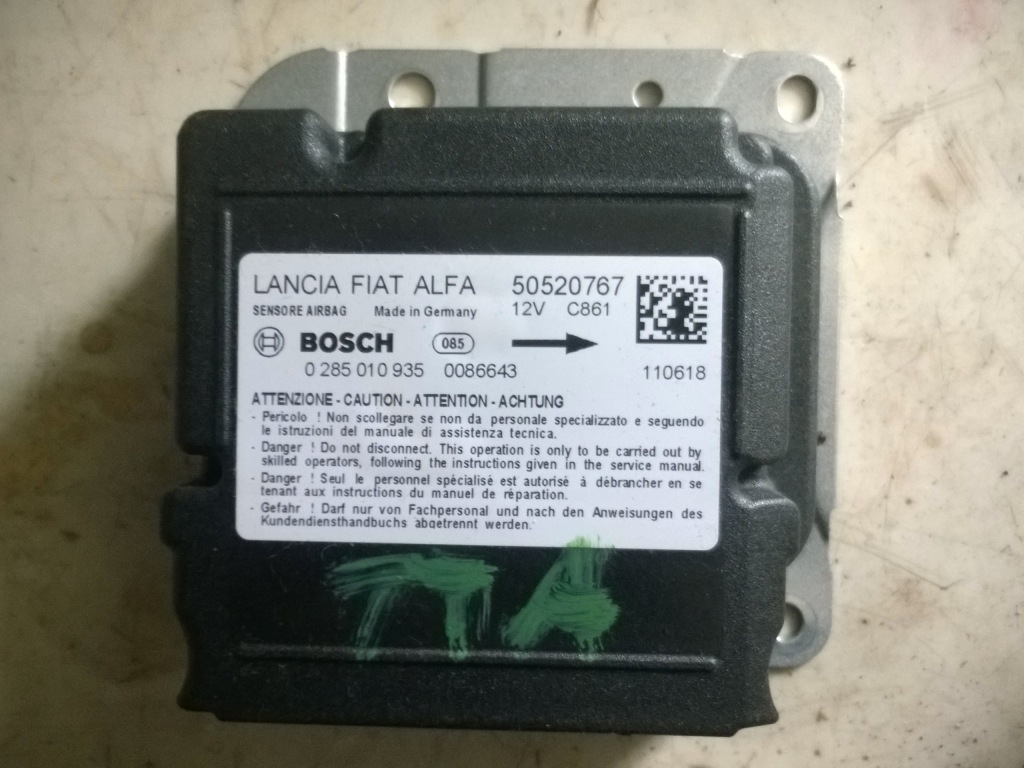 LANCIA FIAT ALFA 50520767
SENSORE AIRBAG Made in Germany 12V C861
BOSCH 085
0 285 010 935 0086643 110618
ATTENZIONE - CAUTION - ATTENTION - ACHTUNG
- Pericolo ! Non scollegare se non da personale specializzato e seguendo
le istruzioni del manuale di assistenza tecnica.
- Danger ! Do not disconnect. This operation is only to be carried out by
skilled operators, following the instructions given in the service manual.
- Danger ! Seul le personnel spécialisé est autorisé à débrancher en se
tenant aux instructions du manuel de réparation.
- Gefahr ! Darf nur von Fachpersonal und nach den Anweisungen des
Kundendiensthandbuchs abgetrennt werden.